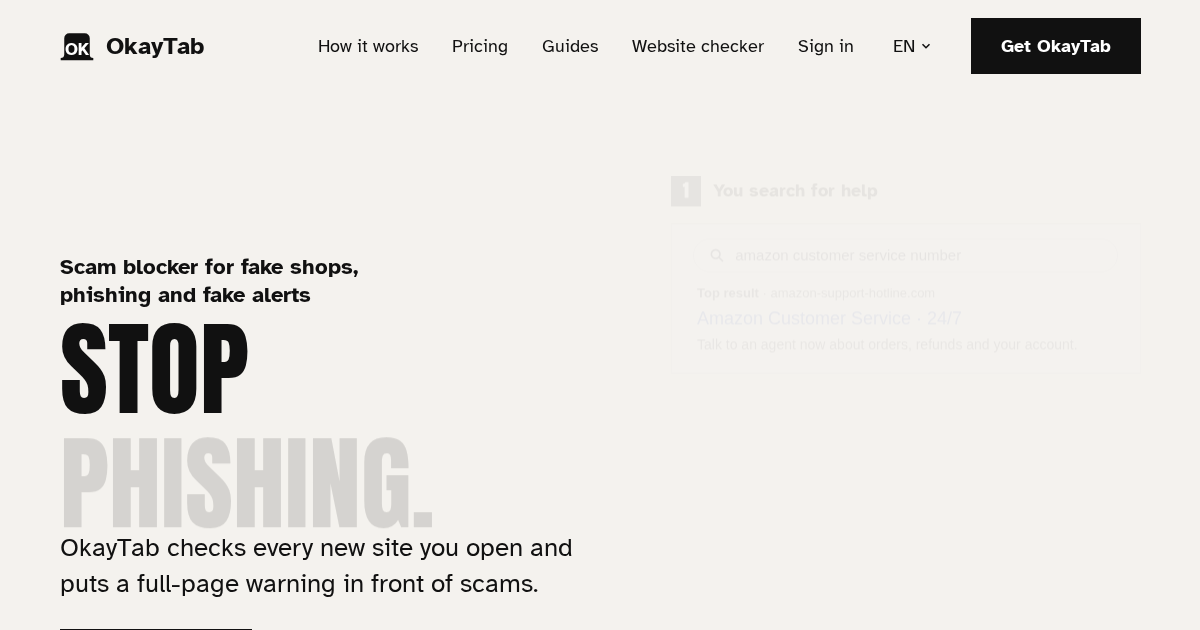 OK OkayTab
How it works
Pricing
Guides
Website checker
Sign in
EN
Get OkayTab
Scam blocker for fake shops,
phishing and fake alerts
STOP
PHISHING.
OkayTab checks every new site you open and
puts a full-page warning in front of scams.
1 You search for help
amazon customer service number
Top result amazon-support-hotline.com
Amazon Customer Service · 24/7
Talk to an agent now about orders, refunds and your account.